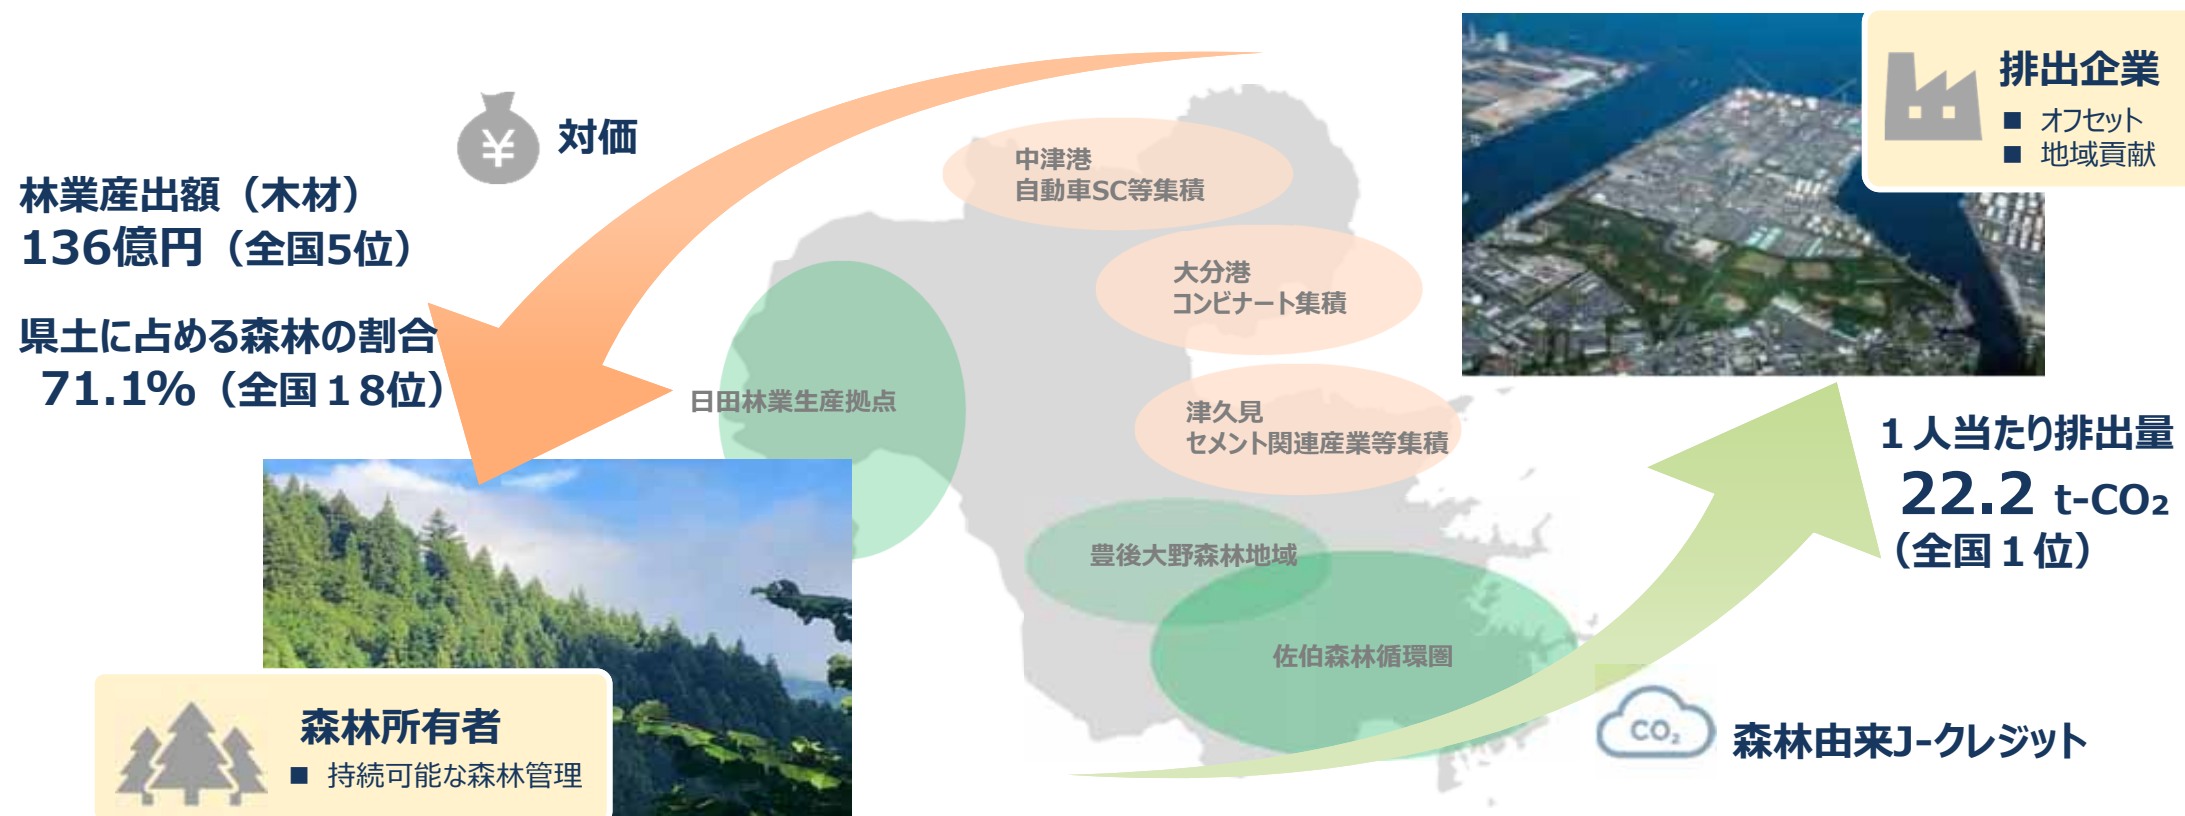 対価
林業産出額（木材）
136億円（全国5位）
県土に占める森林の割合
71.1%（全国１8位）
中津港
自動車SC等集積
大分港
コンビナート集積
津久見
セメント関連産業等集積
日田林業生産拠点
豊後大野森林地域
佐伯森林循環圏
排出企業
■ オフセット
■ 地域貢献
１人当たり排出量
22.2 t-CO₂
（全国１位）
CO₂
森林由来J-クレジット
森林所有者
■ 持続可能な森林管理